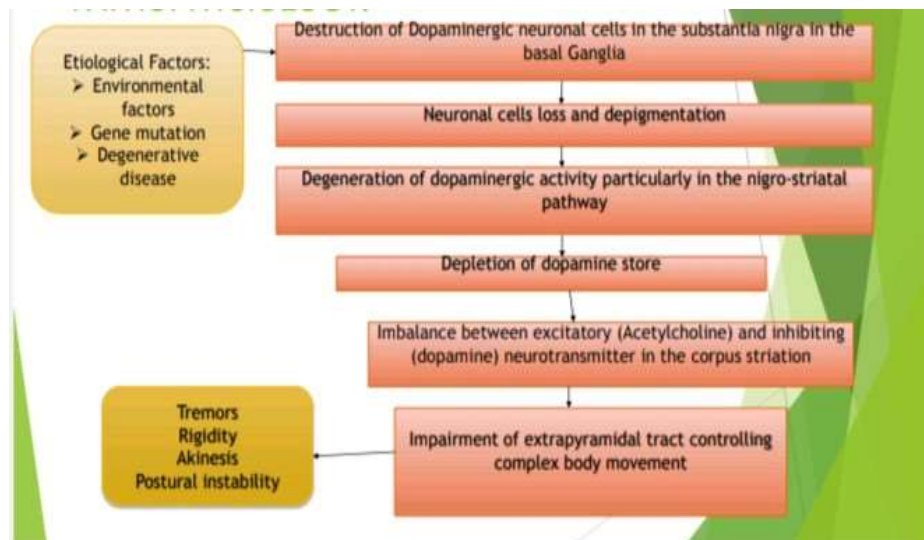 Etiological Factors:
➤ Environmental
factors
➤ Gene mutation
➤ Degenerative
disease
Destruction of Dopaminergic neuronal cells in the substantia nigra in the
basal Ganglia
Neuronal cells loss and depigmentation
Degeneration of dopaminergic activity particularly in the nigro-striatal
pathway
Depletion of dopamine store
Imbalance between excitatory (Acetylcholine) and inhibiting
(dopamine) neurotransmitter in the corpus striation
Impairment of extrapyramidal tract controlling
complex body movement
Tremors
Rigidity
Akinesis
Postural instability